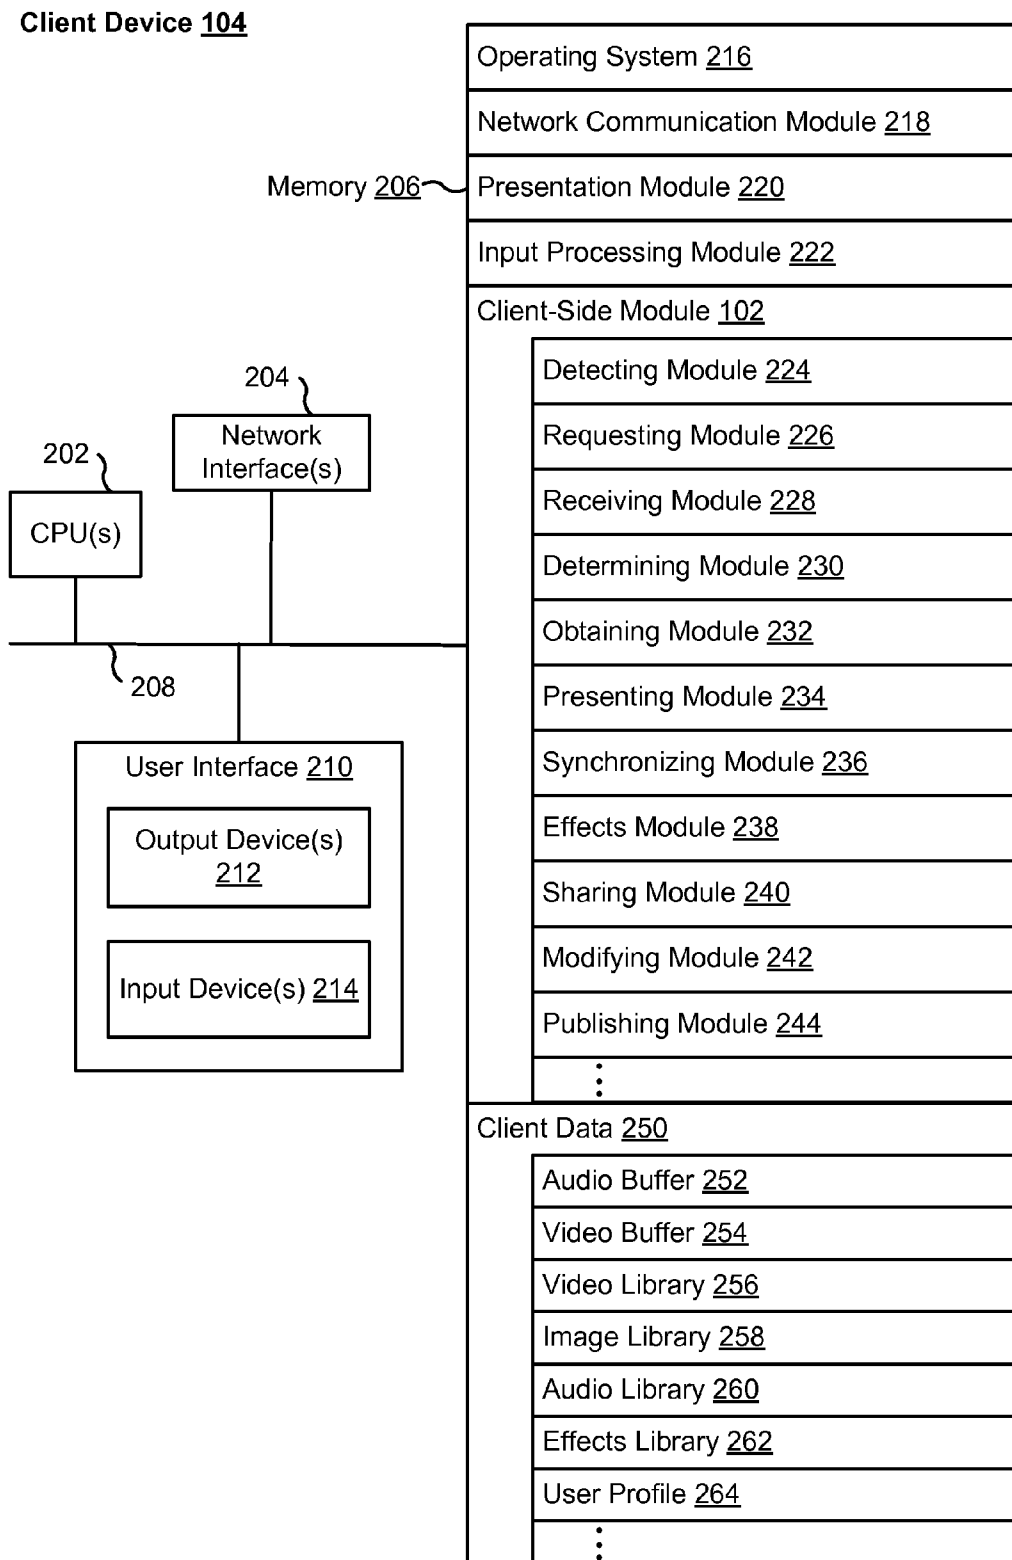 Client Device 104
Operating System 216
Network Communication Module 218
Memory 206
Presentation Module 220
Input Processing Module 222
Client-Side Module 102
Detecting Module 224
Requesting Module 226
Receiving Module 228
Determining Module 230
Obtaining Module 232
Presenting Module 234
Synchronizing Module 236
Effects Module 238
Sharing Module 240
Modifying Module 242
Publishing Module 244
204
Network
Interface(s)
202
CPU(s)
208
User Interface 210
Output Device(s)
212
Input Device(s) 214
Client Data 250
Audio Buffer 252
Video Buffer 254
Video Library 256
Image Library 258
Audio Library 260
Effects Library 262
User Profile 264